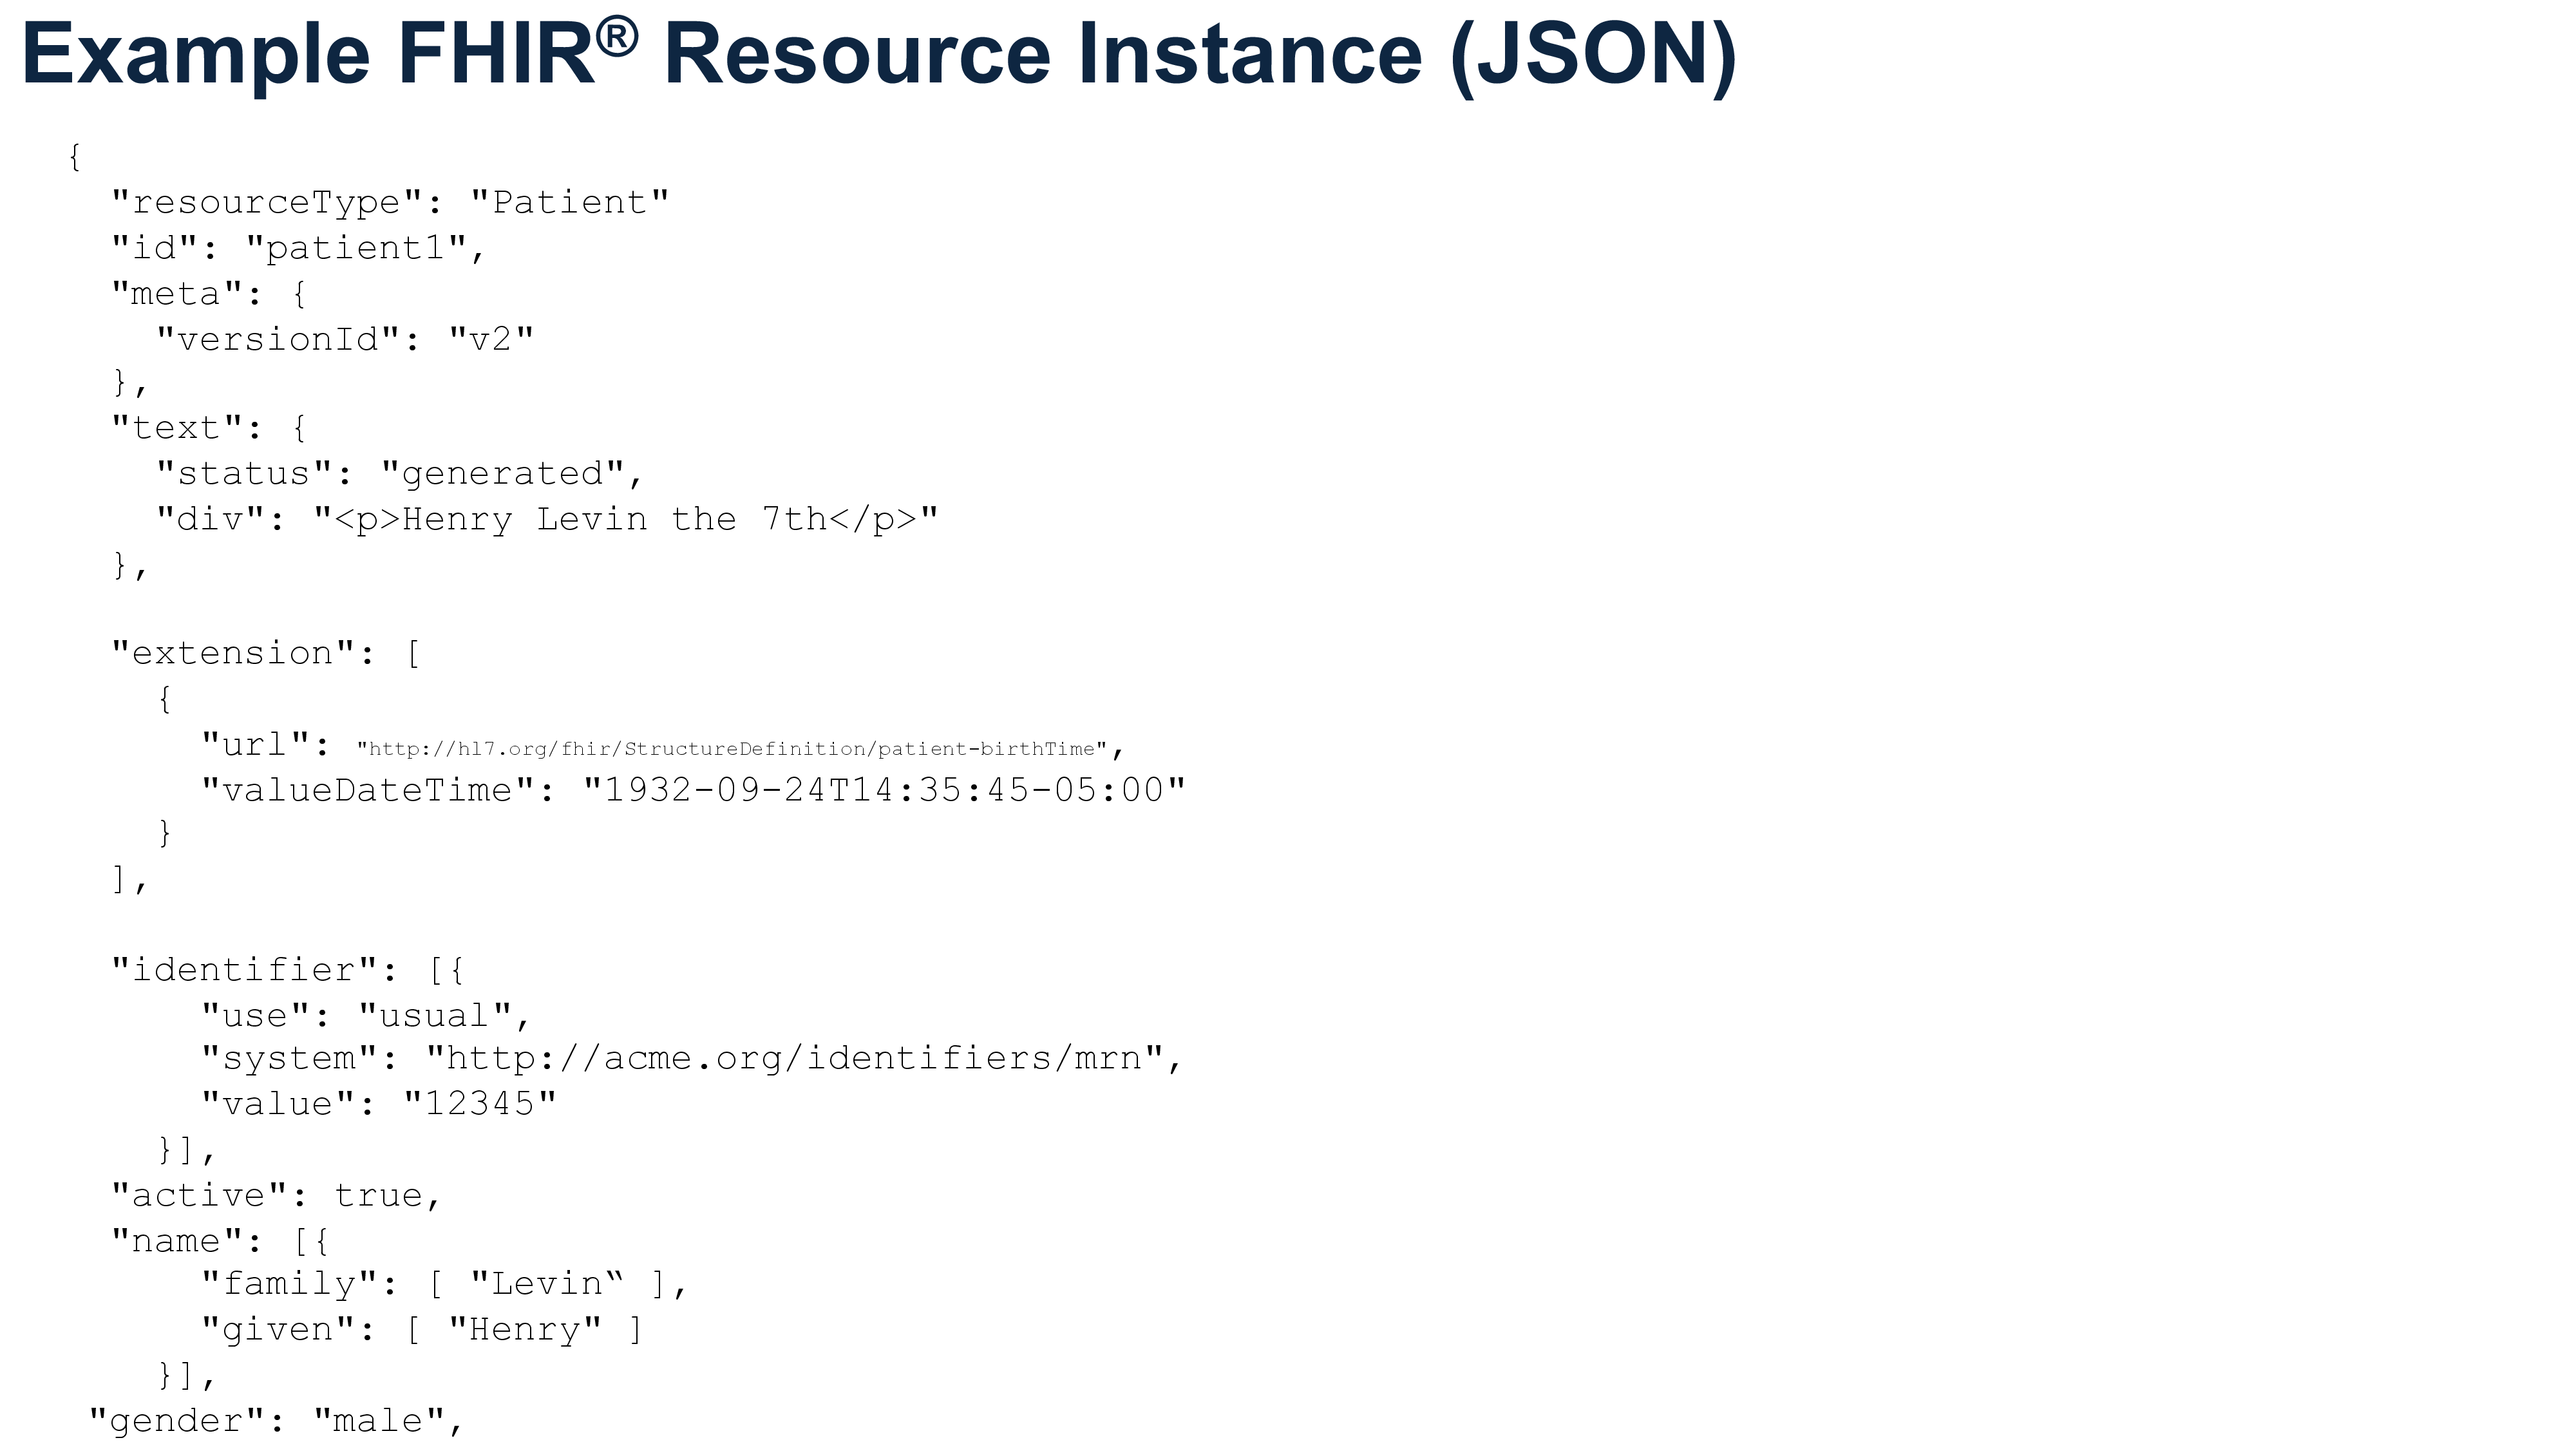 Example FHIR® Resource Instance (JSON)
{
"resourceType": "Patient"
"id": "patient1",
"meta": {
"versionId": "v2"
},
"text": {
"status": "generated",
"div": "<p>Henry Levin the 7th</p>"
},
"extension": [
{
"url": "http://hl7.org/fhir/StructureDefinition/patient-birthTime",
"valueDateTime": "1932-09-24T14:35:45-05:00"
}
],
"identifier": [{
"use": "usual",
"system": "http://acme.org/identifiers/mrn",
"value": "12345"
}],
"active": true,
"name": [{
"family": [ "Levin“ ],
"given": [ "Henry" ]
}],
"gender": "male",